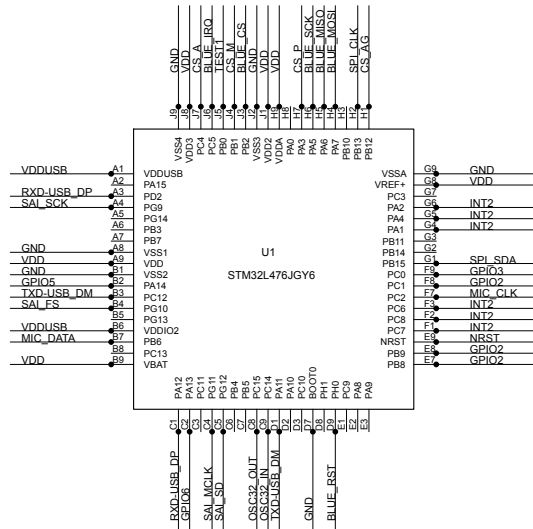 GND
VDD
CS_A
BLUE_IRQ
TEST1
CS_M
BLUE_CS
GND
VDD
VDD
CS_P
BLUE_SCK
BLUE_MISO
BLUE_MOSI
SPI_CLK
CS_AG
J9 J8 J7 J6 J5 J4 J3 J2 J1 H9 H8 H7 H6 H5 H4 H3 H2 H1
VSS4 VDD3 PC4 PC5 PB0 PB1 PB2 VSS3 VDD2 VDDA PA0 PA3 PA5 PA6 PA7 PB10 PB13 PB12
VDDUSB A1 VDDUSB
A2 PA15
RXD-USB_DP A3 PD2
SAI_SCK A4 PG9
A5 PG14
A6 PB3
A7 PB7
GND A8 VSS1
VDD A9 VDD
GND B1 VSS2
GPIO5 B2 PA14
TXD-USB_DM B3 PC12
SAI_FS B4 PG10
B5 PG13
VDDUSB B6 VDDIO2
MIC_DATA B7 PB6
B8 PC13
VDD B9 VBAT
U1
STM32L476JGY6
VSSA G9 GND
VREF+ G8 VDD
PC3 G7
PA2 G6 INT2
PA4 G5 INT2
PA1 G4 INT2
PB11 G3
PB14 G2
PB15 G1 SPI_SDA
PC0 F9 GPIO3
PC1 F8 GPIO2
PC2 F7 MIC_CLK
PC6 F3 INT2
PC8 F2 INT2
PC7 F1 INT2
NRST E9 NRST
PB9 E8 GPIO2
PB8 E7 GPIO2
PA12 PA13 PC11 PG11 PG12 PB4 PB5 PC15 PC14 PA11 PA10 PC10 BOOT0 PH1 PH0 PC9 PA8 PA9
C1 C2 C3 C4 C5 C6 C7 C8 C9 D1 D2 D3 D7 D8 D9 E1 E2 E3
RXD-USB_DP
GPIO6
SAI_MCLK
SAI_SD
OSC32_OUT
OSC32_IN
TXD-USB_DM
GND
BLUE_RST